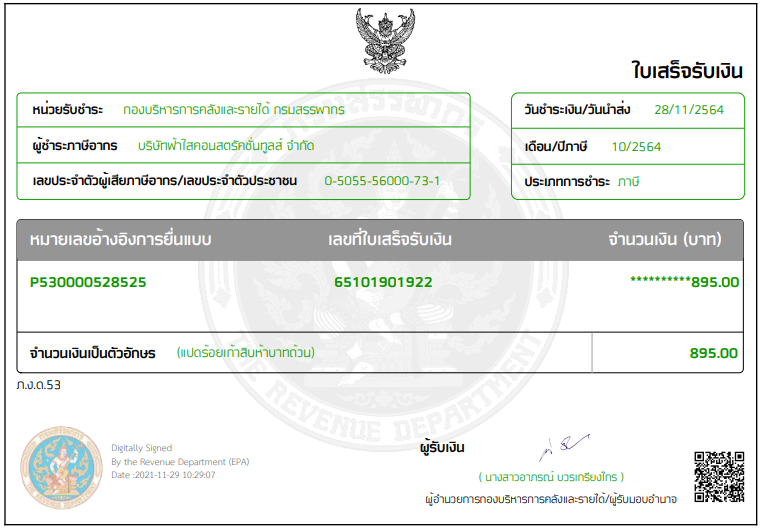 ใบเสร็จรับเงิน
หน่วยรับชำระ กองบริหารการคลังและรายได้ กรมสรรพากร
ผู้ชำระภาษีอากร บริษัทฟ้าใสคอนสตรัคชั่นทูลส์ จำกัด
เลขประจำตัวผู้เสียภาษีอากร/เลขประจำตัวประชาชน 0-5055-56000-73-1
วันชำระเงิน/วันนำส่ง 28/11/2564
เดือน/ปีภาษี 10/2564
ประเภทการชำระ ภาษี
หมายเลขอ้างอิงการยื่นแบบ เลขที่ใบเสร็จรับเงิน จำนวนเงิน (บาท)
P530000528525 65101901922 **********895.00
จำนวนเงินเป็นตัวอักษร (แปดร้อยเก้าสิบห้าบาทถ้วน) 895.00
ภ.ง.ด.53
กรมสรรพากร
THE REVENUE DEPARTMENT
Digitally Signed
By the Revenue Department (EPA)
Date :2021-11-29 10:29:07
ผู้รับเงิน
( นางสาวอาภรณ์ บวรเกรียงไกร )
ผู้อำนวยการกองบริหารการคลังและรายได้/ผู้รับมอบอำนาจ